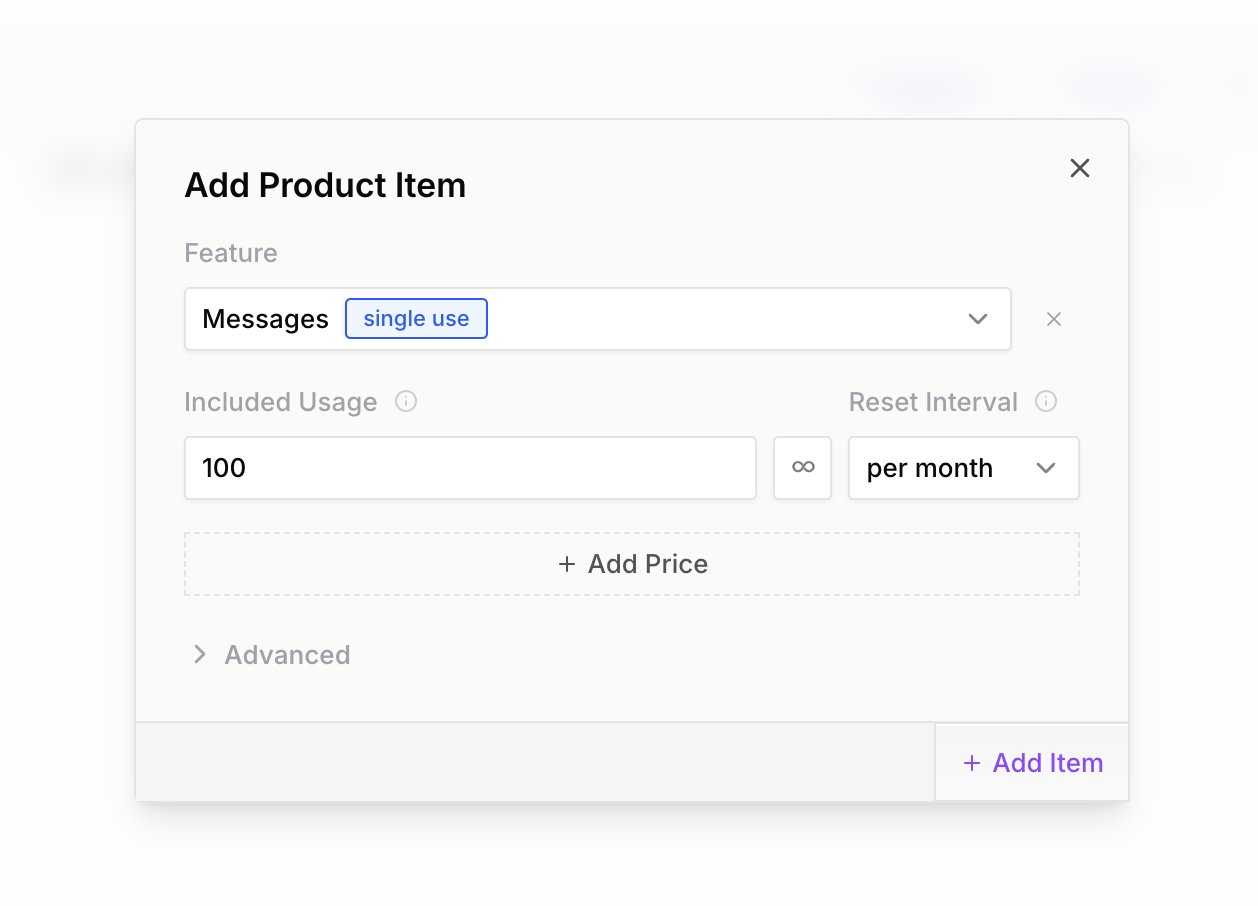 Add Product Item
Feature
Messages single use
Included Usage Reset Interval
100 ∞ per month
+ Add Price
Advanced
+ Add Item